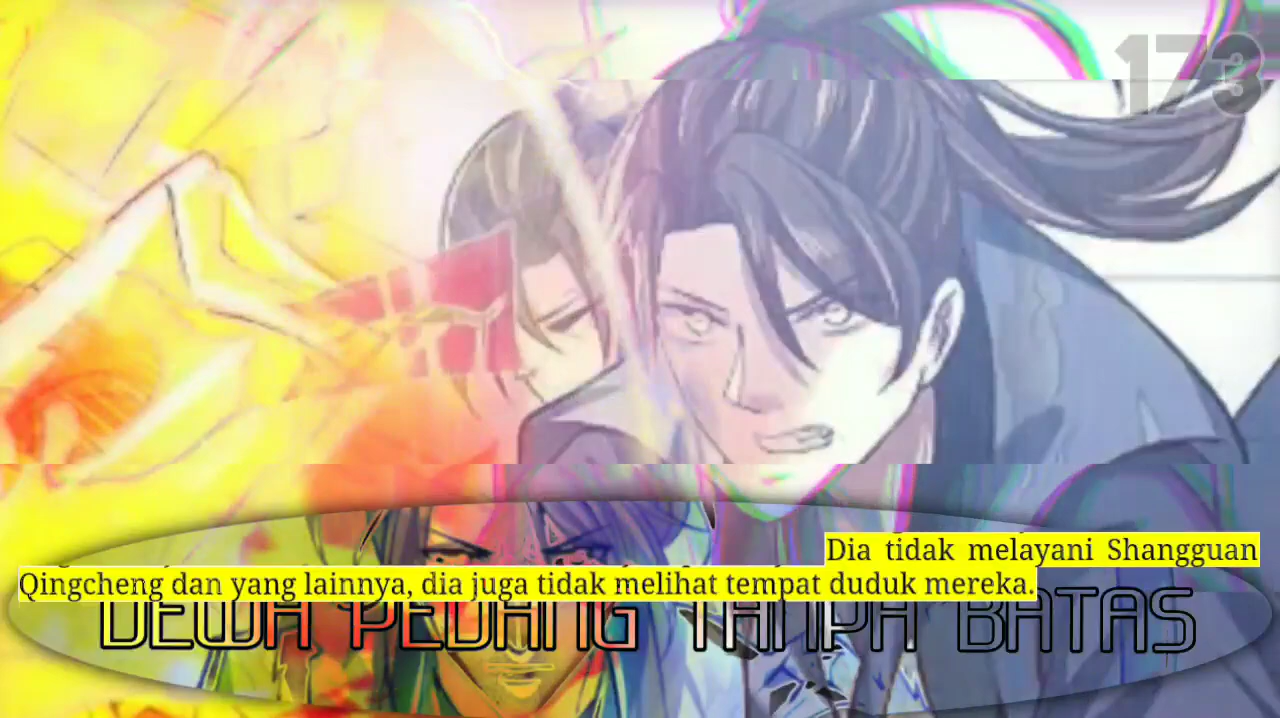 173
Dia tidak melayani Shangguan
Qingcheng dan yang lainnya, dia juga tidak melihat tempat duduk mereka.
DEWA PEDANG TANPA BATAS